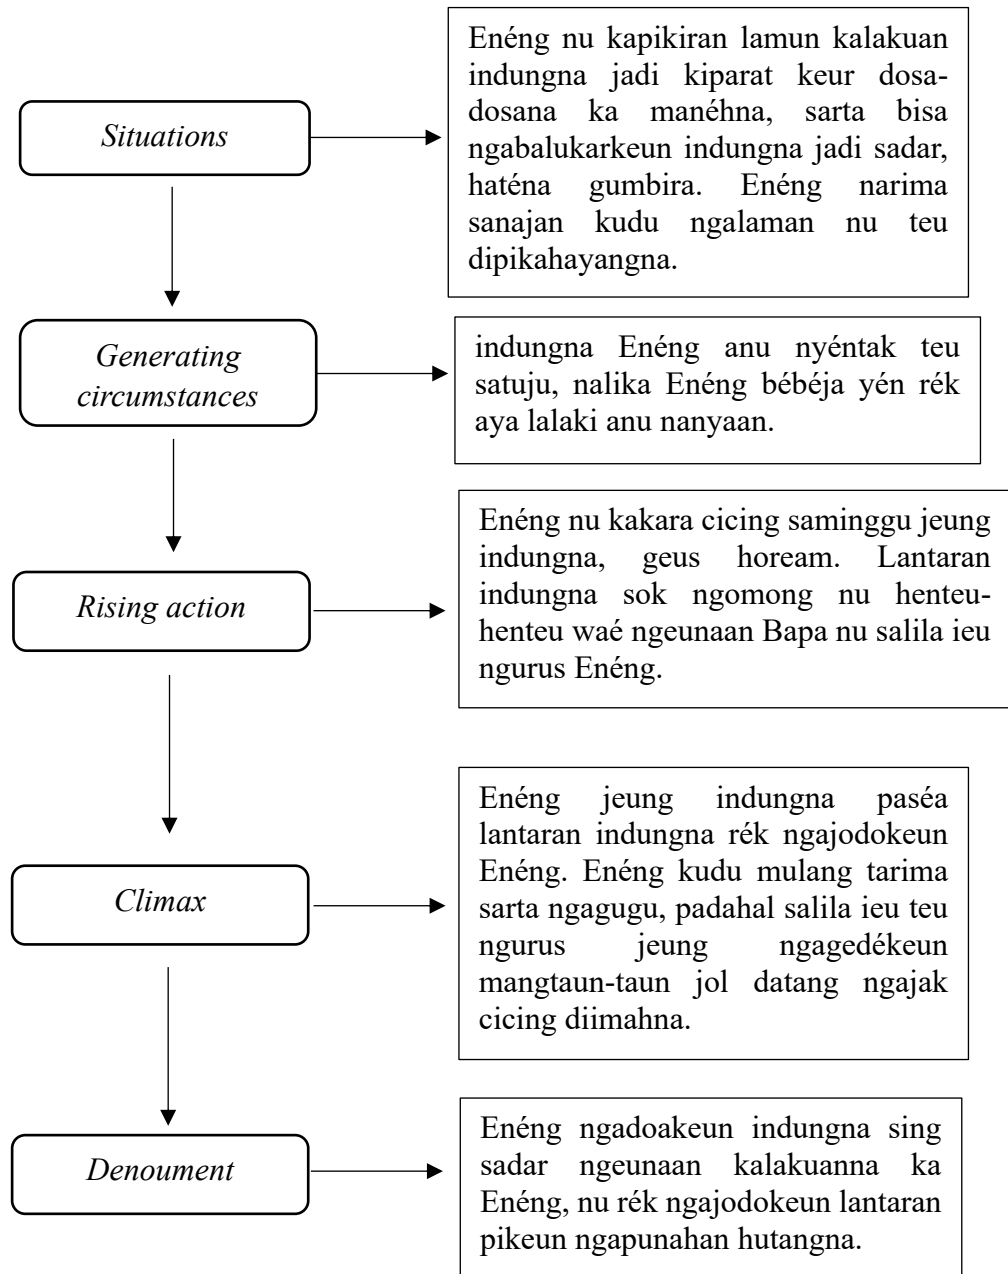 Situations
Enéng nu kapikiran lamun kalakuan
indungna jadi kiparat keur dosa-
dosana ka manéhna, sarta bisa
ngabalukarkeun indungna jadi sadar,
haténa gumbira. Enéng narima
sanajan kudu ngalaman nu teu
dipikahayangna.
Generating
circumstances
indungna Enéng anu nyéntak teu
satuju, nalika Enéng bébéja yén rék
aya lalaki anu nanyaan.
Rising action
Enéng nu kakara cicing saminggu jeung
indungna, geus hoream. Lantaran
indungna sok ngomong nu henteu-
henteu waé ngeunaan Bapa nu salila ieu
ngurus Enéng.
Climax
Enéng jeung indungna paséa
lantaran indungna rék ngajodokeun
Enéng. Enéng kudu mulang tarima
sarta ngagugu, padahal salila ieu teu
ngurus jeung ngagedékeun
mangtaun-taun jol datang ngajak
cicing diimahna.
Denoument
Enéng ngadoakeun indungna sing
sadar ngeunaan kalakuanna ka
Enéng, nu rék ngajodokeun lantaran
pikeun ngapunahan hutangna.